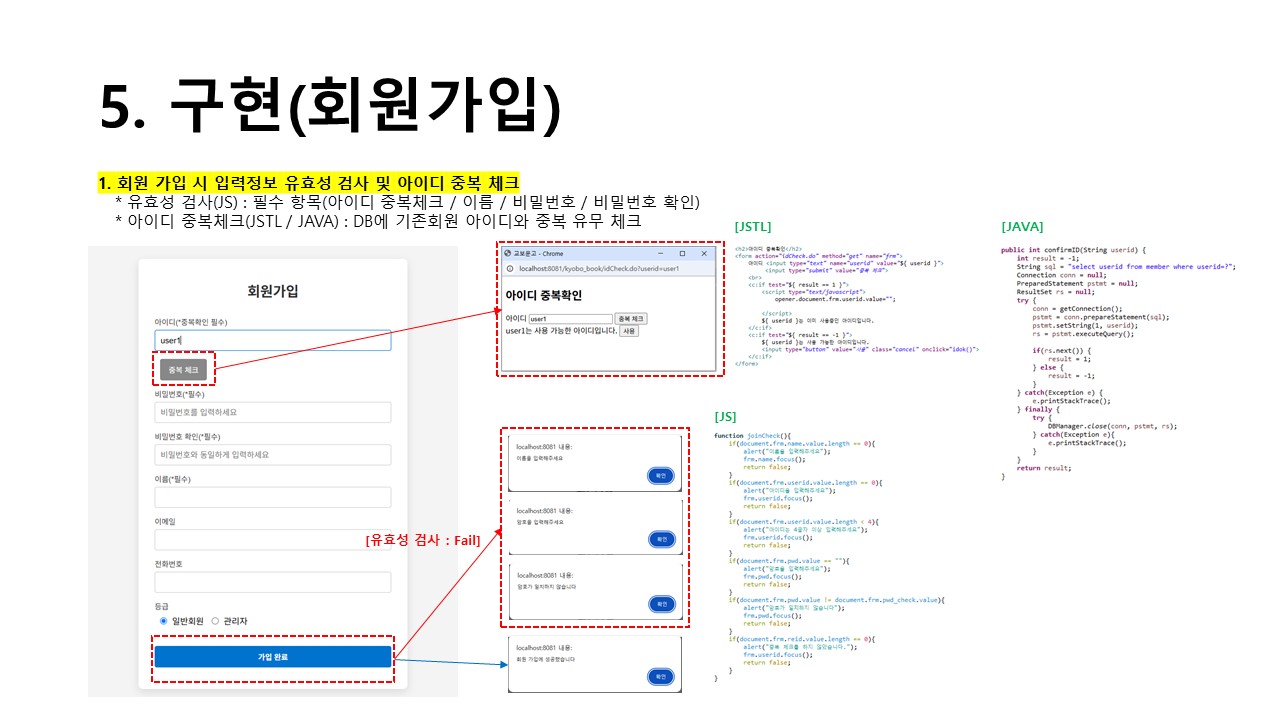 5. 구현(회원가입)
1. 회원 가입 시 입력정보 유효성 검사 및 아이디 중복 체크
* 유효성 검사(JS) : 필수 항목(아이디 중복체크 / 이름 / 비밀번호 / 비밀번호 확인)
* 아이디 중복체크(JSTL / JAVA) : DB에 기존회원 아이디와 중복 유무 체크
회원가입
아이디(*중복확인 필수)
user1
중복 체크
비밀번호(*필수)
비밀번호를 입력하세요
비밀번호 확인(*필수)
비밀번호와 동일하게 입력하세요
이름(*필수)
이메일
전화번호
등급
일반회원 관리자
가입 완료
[유효성 검사 : Fail]
교보문고 - Chrome
localhost:8081/kyobo_book/idCheck.do?userid=user1
아이디 중복확인
아이디 user1 중복 체크
user1는 사용 가능한 아이디입니다. 사용
localhost:8081 내용:
이름을 입력해주세요
확인
localhost:8081 내용:
암호를 입력해주세요
확인
localhost:8081 내용:
암호가 일치하지 않습니다
확인
localhost:8081 내용:
회원 가입에 성공했습니다
확인
[JSTL]
<h2>아이디 중복확인</h2>
<form action="idCheck.do" method="get" name="frm">
아이디 <input type="text" name="userid" value="${ userid }">
<input type="submit" value="중복 체크">
<br>
<c:if test="${ result == 1 }">
<script type="text/javascript">
opener.document.frm.userid.value="";
</script>
${ userid }는 이미 사용중인 아이디입니다.
</c:if>
<c:if test="${ result == -1 }">
${ userid }는 사용 가능한 아이디입니다.
<input type="button" value="사용" class="cancel" onclick="idok()">
</c:if>
</form>
[JS]
function joinCheck(){
if(document.frm.name.value.length == 0){
alert("이름을 입력해주세요");
frm.name.focus();
return false;
}
if(document.frm.userid.value.length == 0){
alert("아이디을 입력해주세요");
frm.userid.focus();
return false;
}
if(document.frm.userid.value.length < 4){
alert("아이디는 4글자 이상 입력해주세요");
frm.userid.focus();
return false;
}
if(document.frm.pwd.value == ""){
alert("암호를 입력해주세요");
frm.pwd.focus();
return false;
}
if(document.frm.pwd.value != document.frm.pwd_check.value){
alert("암호가 일치하지 않습니다");
frm.pwd.focus();
return false;
}
if(document.frm.reid.value.length == 0){
alert("중복 체크를 하지 않았습니다.");
frm.userid.focus();
return false;
}
}
[JAVA]
public int confirmID(String userid) {
int result = -1;
String sql = "select userid from member where userid=?";
Connection conn = null;
PreparedStatement pstmt = null;
ResultSet rs = null;
try {
conn = getConnection();
pstmt = conn.prepareStatement(sql);
pstmt.setString(1, userid);
rs = pstmt.executeQuery();
if(rs.next()) {
result = 1;
} else {
result = -1;
}
} catch(Exception e) {
e.printStackTrace();
} finally {
try {
DBManager.close(conn, pstmt, rs);
} catch(Exception e){
e.printStackTrace();
}
}
return result;
}